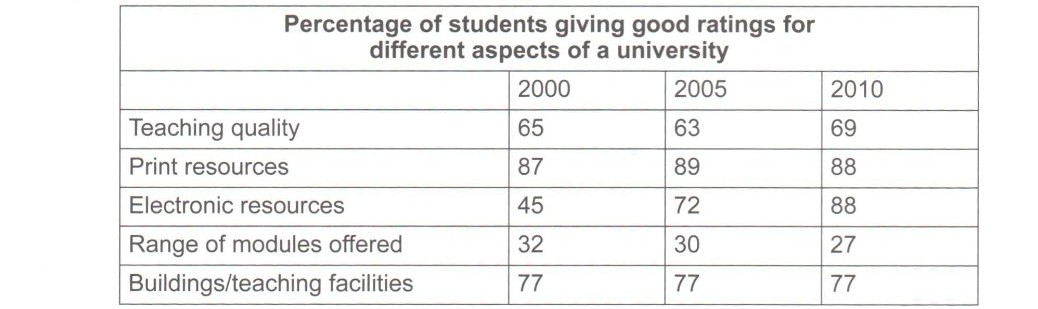 Percentage of students giving good ratings for
different aspects of a university
2000 2005 2010
Teaching quality 65 63 69
Print resources 87 89 88
Electronic resources 45 72 88
Range of modules offered 32 30 27
Buildings/teaching facilities 77 77 77